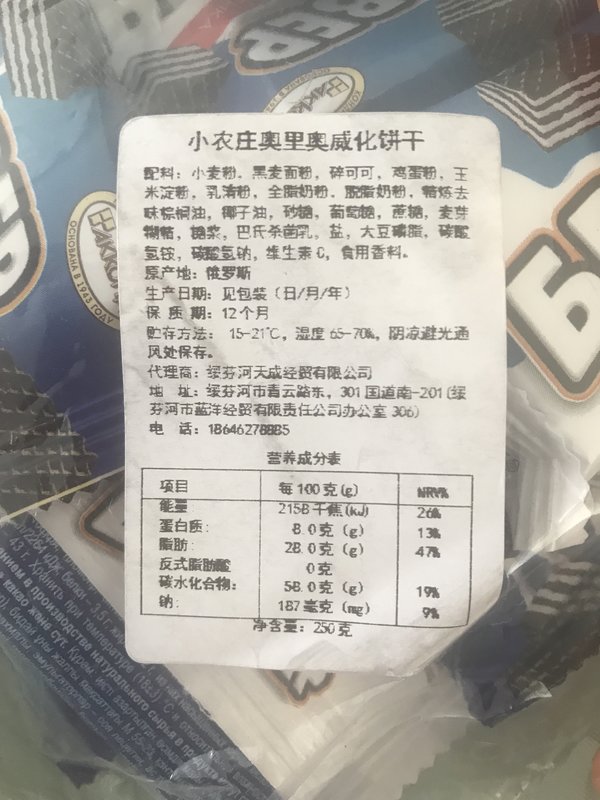 小农庄奥里奥威化饼干
配料：小麦粉、黑麦面粉，碎可可，鸡蛋粉，玉
米淀粉，乳清粉，全脂奶粉，脱脂奶粉，精炼去
味棕榈油，椰子油，砂糖，葡萄糖，蔗糖，麦芽
糊精，糖浆，巴氏杀菌乳，盐，大豆磷脂，碳酸
氢铵，碳酸氢钠，维生素C，食用香料。
原产地：俄罗斯
生产日期：见包装（日/月/年）
保 质 期：12个月
贮存方法：15-21℃，湿度 65-70%，阴凉避光通
风处保存。
代理商：绥芬河天成经贸有限公司
地 址：绥芬河市青云路东，301国道南-201(绥
芬河市蓝洋经贸有限责任公司办公室 306)
电 话：18646278885
营养成分表
项目 每100克(g) NRV%
能量 2158千焦(kJ) 26%
蛋白质： 8.0克（g） 13%
脂肪： 28.0克（g） 47%
反式脂肪酸 0克
碳水化合物： 58.0克（g） 19%
钠： 187毫克（mg） 9%
净含量：250克
ВЕР
ОСНОВАНА В 1943 ГОДУ
БЫ